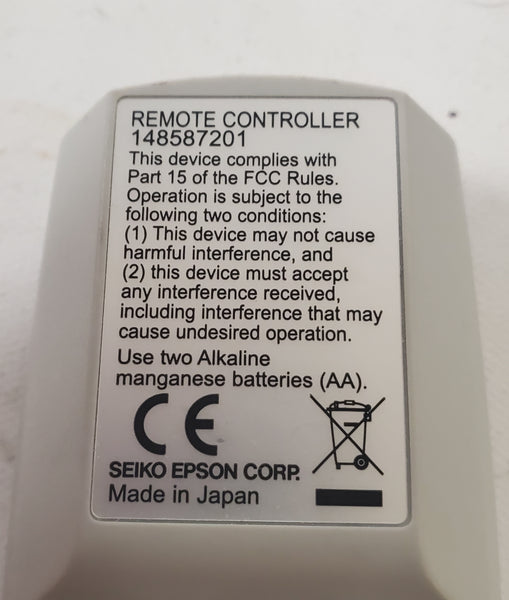 REMOTE CONTROLLER
148587201
This device complies with
Part 15 of the FCC Rules.
Operation is subject to the
following two conditions:
(1) This device may not cause
harmful interference, and
(2) this device must accept
any interference received,
including interference that may
cause undesired operation.
Use two Alkaline
manganese batteries (AA).
CE
SEIKO EPSON CORP.
Made in Japan